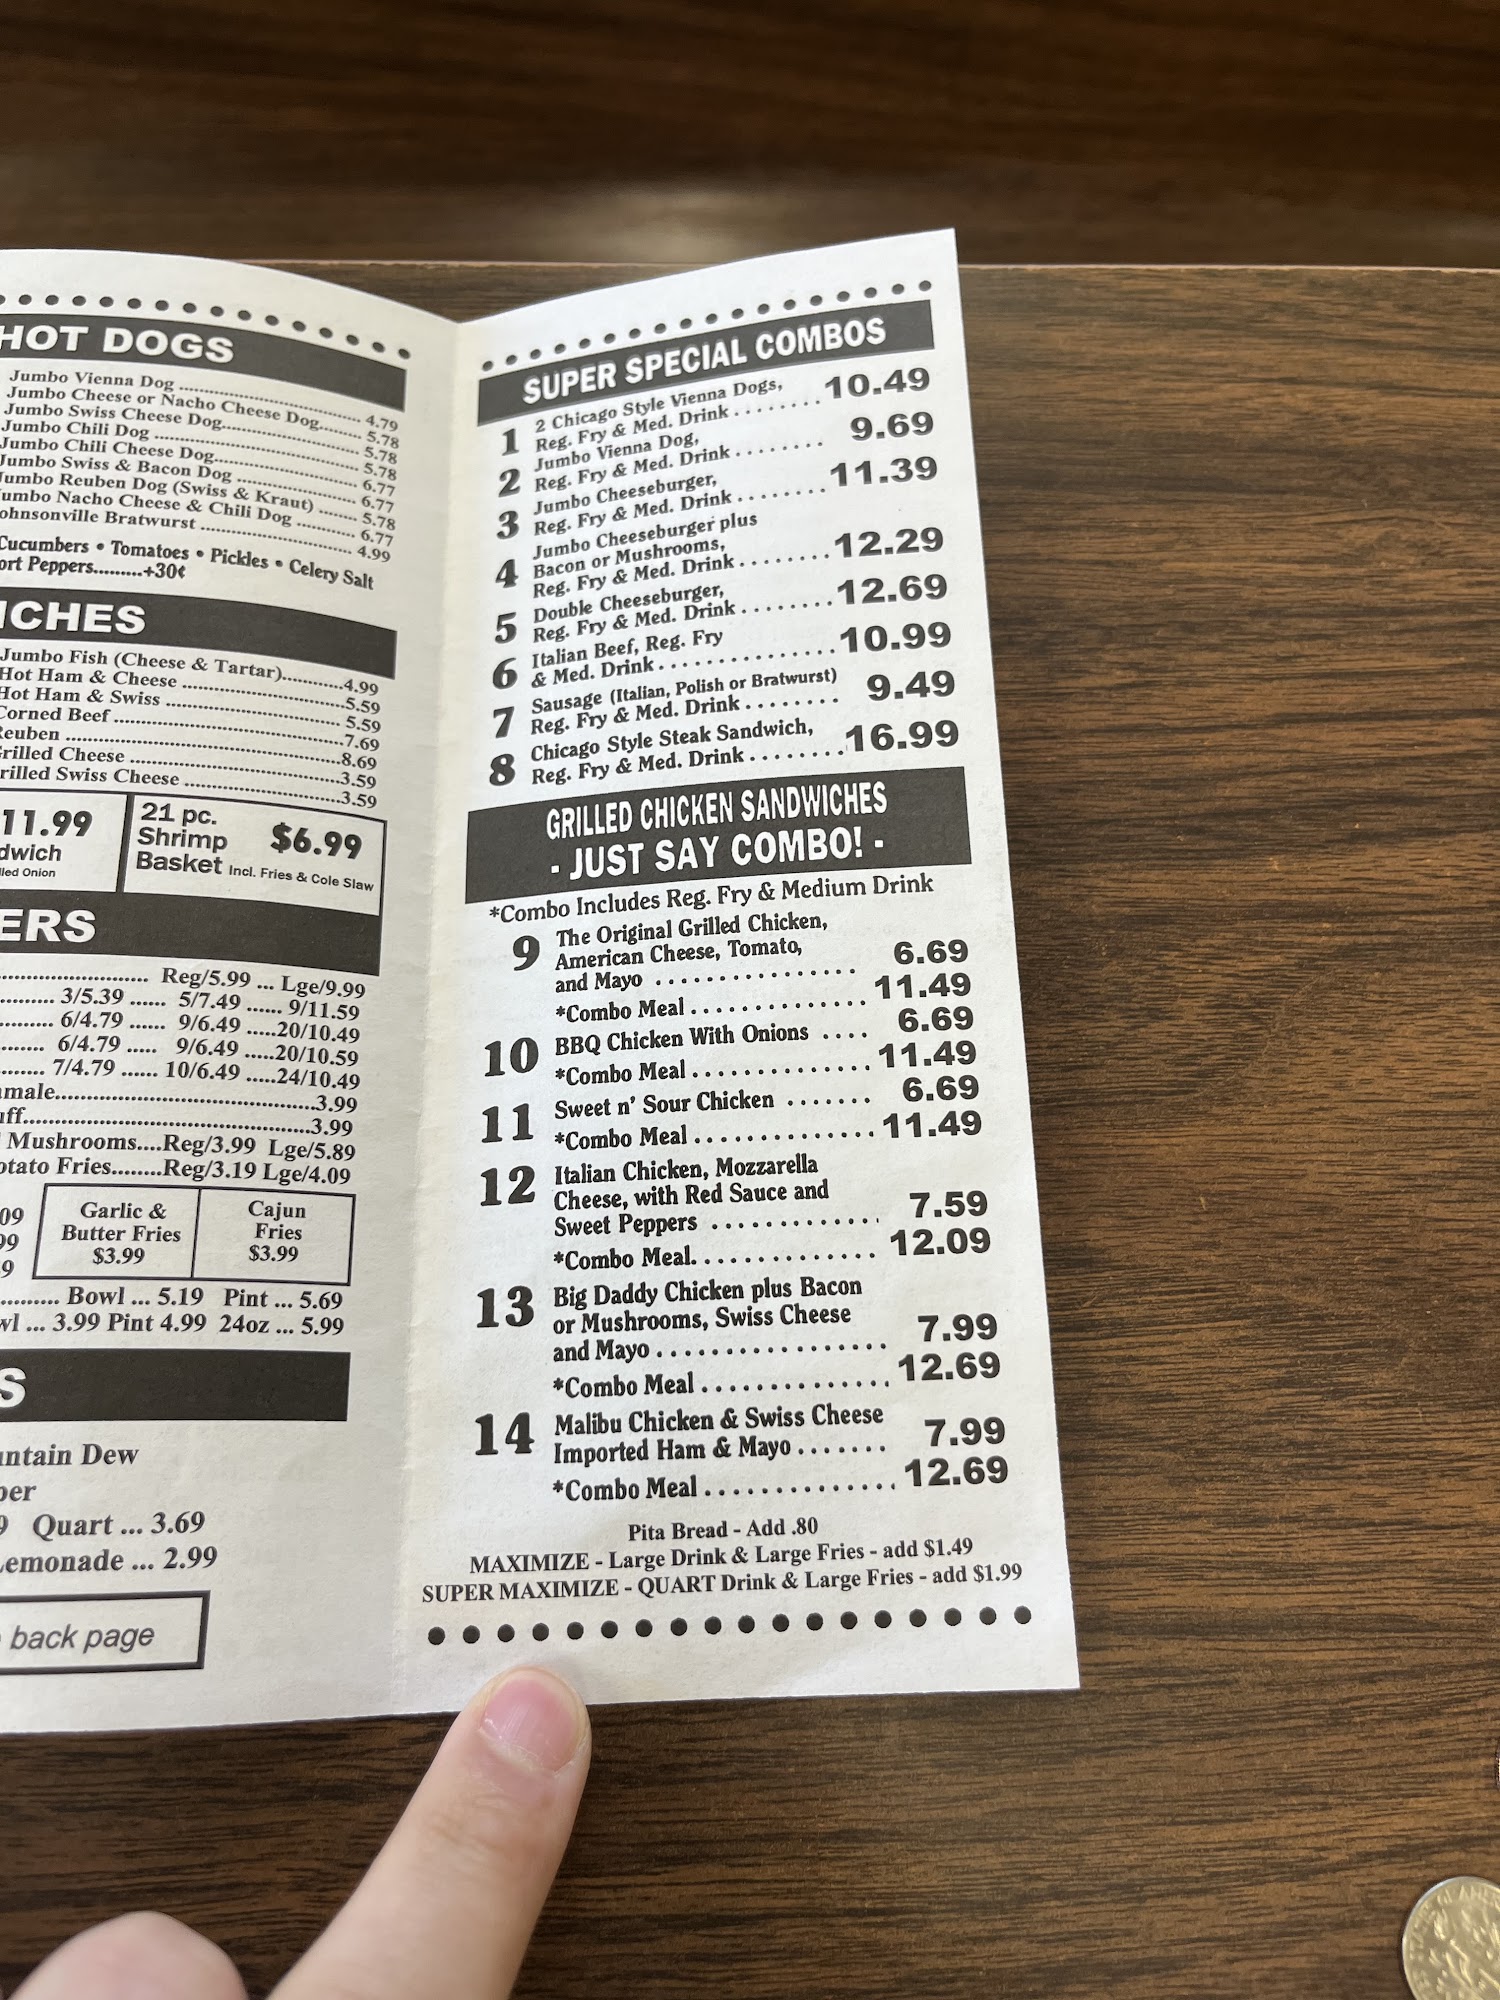 HOT DOGS
Jumbo Vienna Dog ........ 4.79
Jumbo Cheese or Nacho Cheese Dog........ 5.78
Jumbo Swiss Cheese Dog........ 5.78
Jumbo Chili Dog ........ 5.78
Jumbo Chili Cheese Dog........ 6.77
Jumbo Swiss & Bacon Dog ........ 6.77
Jumbo Reuben Dog (Swiss & Kraut) ........ 5.78
Jumbo Nacho Cheese & Chili Dog ........ 6.77
Johnsonville Bratwurst ........ 4.99
Cucumbers • Tomatoes • Pickles • Celery Salt
ort Peppers.........+30¢
ICHES
Jumbo Fish (Cheese & Tartar)...........4.99
Hot Ham & Cheese ........5.59
Hot Ham & Swiss ........ 5.59
Corned Beef ........7.69
Reuben ........8.69
Grilled Cheese ........3.59
rilled Swiss Cheese ........3.59
11.99
dwich
led Onion
21 pc.
Shrimp $6.99
Basket Incl. Fries & Cole Slaw
ERS
........ Reg/5.99 ... Lge/9.99
........ 3/5.39 ...... 5/7.49 ...... 9/11.59
........ 6/4.79 ...... 9/6.49 .....20/10.49
........ 6/4.79 ..... 9/6.49 .....20/10.59
........ 7/4.79 ...... 10/6.49 .....24/10.49
male........3.99
uff........3.99
Mushrooms....Reg/3.99 Lge/5.89
otato Fries........Reg/3.19 Lge/4.09
09
99
9
Garlic &
Butter Fries
$3.99
Cajun
Fries
$3.99
.......... Bowl ... 5.19 Pint ... 5.69
wl ... 3.99 Pint 4.99 24oz ... 5.99
S
untain Dew
per
9 Quart ... 3.69
Lemonade ... 2.99
back page
SUPER SPECIAL COMBOS
1 2 Chicago Style Vienna Dogs,
Reg. Fry & Med. Drink ........ 10.49
2 Jumbo Vienna Dog,
Reg. Fry & Med. Drink ........ 9.69
3 Jumbo Cheeseburger,
Reg. Fry & Med. Drink ........ 11.39
4 Jumbo Cheeseburger plus
Bacon or Mushrooms,
Reg. Fry & Med. Drink ........ 12.29
5 Double Cheeseburger,
Reg. Fry & Med. Drink ........ 12.69
6 Italian Beef, Reg. Fry
& Med. Drink ........ 10.99
7 Sausage (Italian, Polish or Bratwurst)
Reg. Fry & Med. Drink ........ 9.49
8 Chicago Style Steak Sandwich,
Reg. Fry & Med. Drink ........ 16.99
GRILLED CHICKEN SANDWICHES
- JUST SAY COMBO! -
*Combo Includes Reg. Fry & Medium Drink
9 The Original Grilled Chicken,
American Cheese, Tomato,
and Mayo ........ 6.69
*Combo Meal ........ 11.49
10 BBQ Chicken With Onions .... 6.69
*Combo Meal ........ 11.49
11 Sweet n' Sour Chicken ....... 6.69
*Combo Meal ........ 11.49
12 Italian Chicken, Mozzarella
Cheese, with Red Sauce and
Sweet Peppers ........ 7.59
*Combo Meal. ........ 12.09
13 Big Daddy Chicken plus Bacon
or Mushrooms, Swiss Cheese
and Mayo ........ 7.99
*Combo Meal ........ 12.69
14 Malibu Chicken & Swiss Cheese
Imported Ham & Mayo ....... 7.99
*Combo Meal ........ 12.69
Pita Bread - Add .80
MAXIMIZE - Large Drink & Large Fries - add $1.49
SUPER MAXIMIZE - QUART Drink & Large Fries - add $1.99